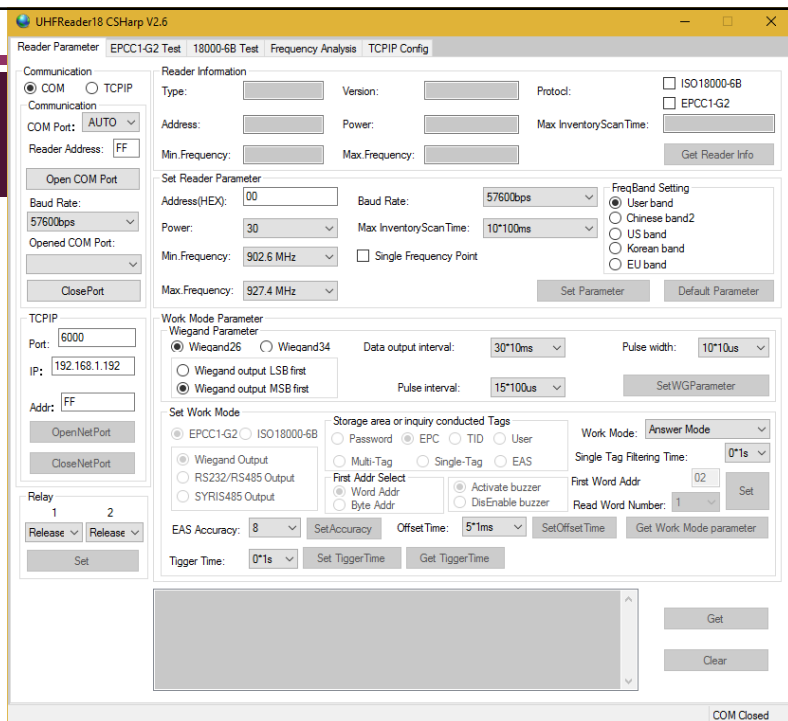 UHFReader18 CSHarp V2.6
Reader Parameter EPCC1-G2 Test 18000-6B Test Frequency Analysis TCPIP Config
Communication
COM TCPIP
Communication
COM Port: AUTO
Reader Address: FF
Open COM Port
Baud Rate:
57600bps
Opened COM Port:
ClosePort
TCPIP
Port: 6000
IP: 192.168.1.192
Addr: FF
OpenNetPort
CloseNetPort
Relay
1 2
Release Release
Set
Reader Information
Type: Version: Protocl: ISO18000-6B
EPCC1-G2
Address: Power: Max InventoryScanTime:
Min.Frequency: Max.Frequency: Get Reader Info
Set Reader Parameter
Address(HEX): 00 Baud Rate: 57600bps
Power: 30 Max InventoryScanTime: 10*100ms
Min.Frequency: 902.6 MHz Single Frequency Point
Max.Frequency: 927.4 MHz Set Parameter Default Parameter
FreqBand Setting
User band
Chinese band2
US band
Korean band
EU band
Work Mode Parameter
Wiegand Parameter
Wiegand26 Wiegand34 Data output interval: 30*10ms Pulse width: 10*10us
Wiegand output LSB first
Wiegand output MSB first Pulse interval: 15*100us SetWGParameter
Set Work Mode
EPCC1-G2 ISO18000-6B
Wiegand Output
RS232/RS485 Output
SYRIS485 Output
Storage area or inquiry conducted Tags
Password EPC TID User
Multi-Tag Single-Tag EAS
First Addr Select
Word Addr
Byte Addr
Activate buzzer
DisEnable buzzer
Work Mode: Answer Mode
Single Tag Filtering Time: 0*1s
First Word Addr 02
Read Word Number: 1 Set
EAS Accuracy: 8 SetAccuracy OffsetTime: 5*1ms SetOffsetTime Get Work Mode parameter
Tigger Time: 0*1s Set TiggerTime Get TiggerTime
Get
Clear
COM Closed